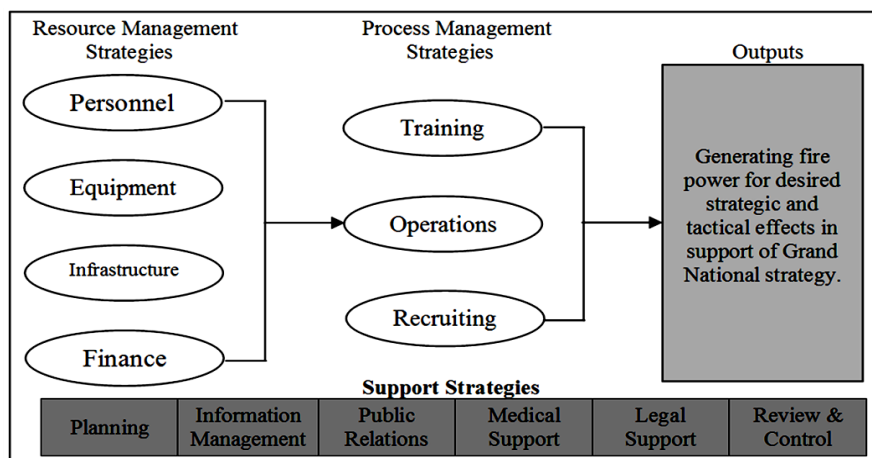 Resource Management
Strategies
Process Management
Strategies
Outputs
Personnel
Equipment
Infrastructure
Finance
Training
Operations
Recruiting
Generating fire
power for desired
strategic and
tactical effects in
support of Grand
National strategy.
Support Strategies
Planning
Information
Management
Public
Relations
Medical
Support
Legal
Support
Review &
Control